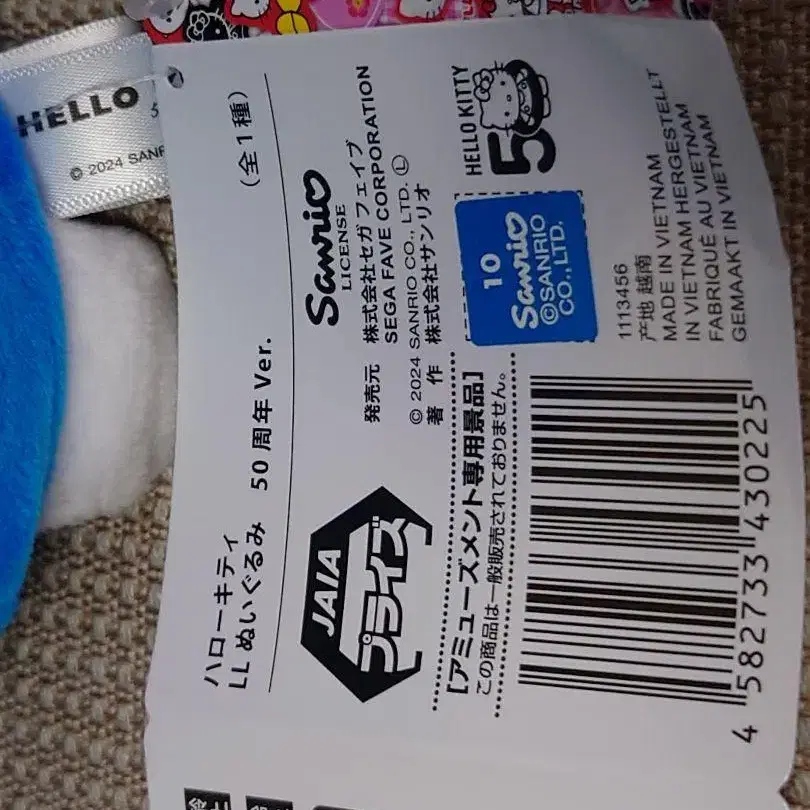 HELLO
© 2024 SANR
ハローキティ
LL ぬいぐるみ 50 周年 Ver. (全1種)
JAIA
プライズ
Sanrio
LICENSE
発売元 株式会社セガ フェイブ
SEGA FAVE CORPORATION
© 2024 SANRIO CO., LTD. Ⓛ
著 作 株式会社サンリオ
HELLO KITTY
50
[アミューズメント専用景品]
この商品は一般販売されておりません。
10
Sanrio
©SANRIO
CO.,LTD.
1113456
产地 越南
MADE IN VIETNAM
IN VIETNAM HERGESTELLT
FABRIQUÉ AU VIETNAM
GEMAAKT IN VIETNAM
4 582733 430225